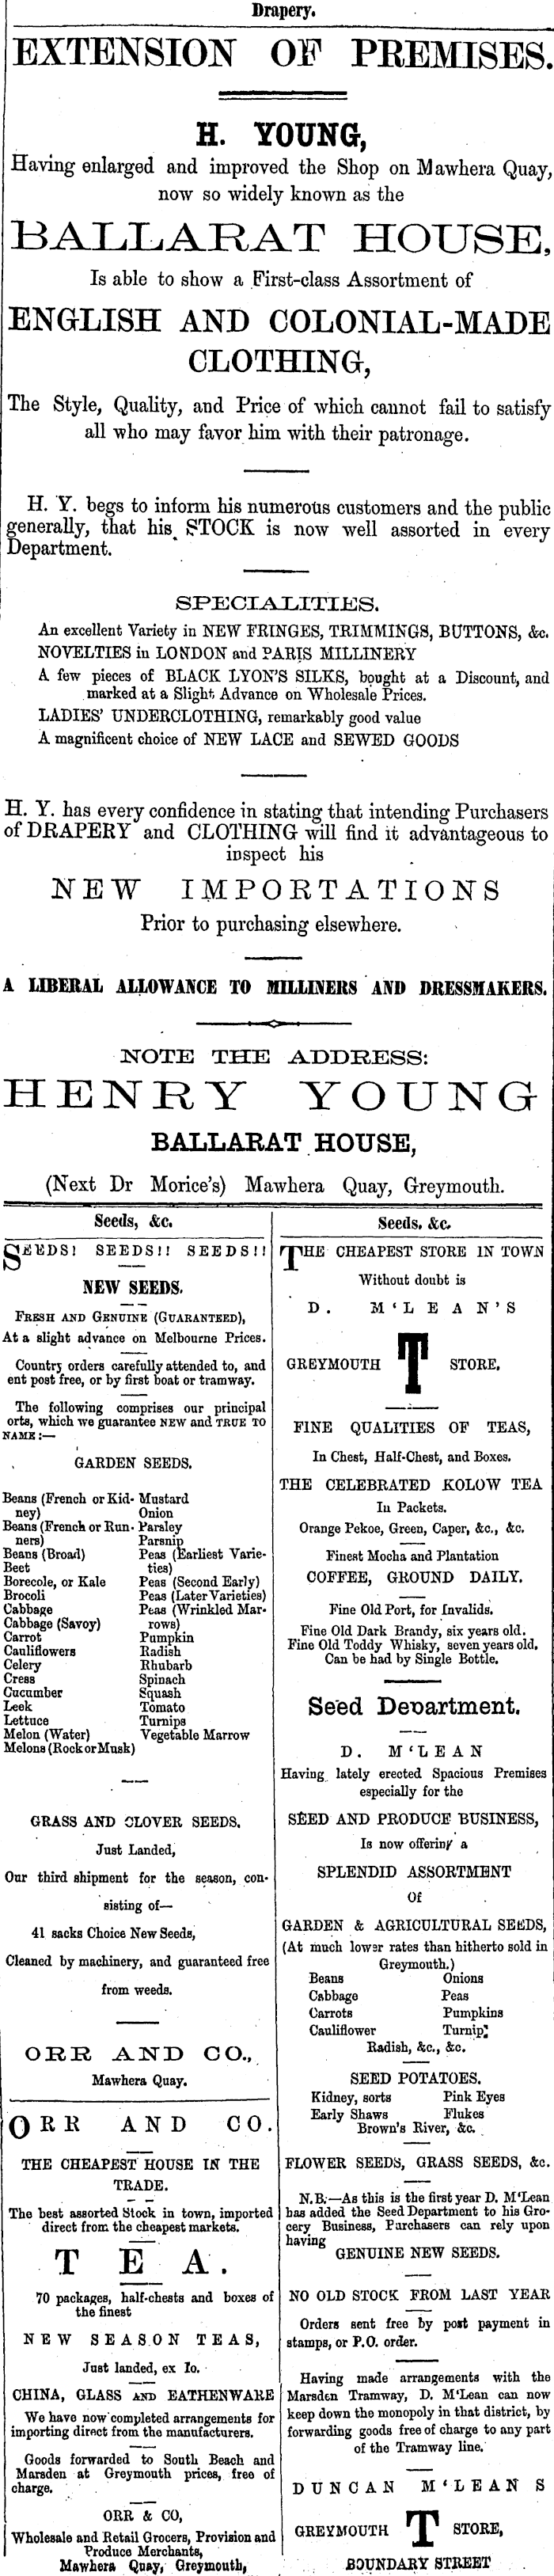 Drapery.
EXTENSION OF PREMISES.
H. YOUNG,
Having enlarged and improved the Shop on Mawhera Quay,
now so widely known as the
BALLARAT HOUSE,
Is able to show a First-class Assortment of
ENGLISH AND COLONIAL-MADE
CLOTHING,
The Style, Quality, and Price of which cannot fail to satisfy
all who may favor him with their patronage.
H. Y. begs to inform his numerous customers and the public
generally, that his STOCK is now well assorted in every
Department.
SPECIALITIES.
An excellent Variety in NEW FRINGES, TRIMMINGS, BUTTONS, &c.
NOVELTIES in LONDON and PARIS MILLINERY
A few pieces of BLACK LYON'S SILKS, bought at a Discount, and
marked at a Slight Advance on Wholesale Prices.
LADIES' UNDERCLOTHING, remarkably good value
A magnificent choice of NEW LACE and SEWED GOODS
H. Y. has every confidence in stating that intending Purchasers
of DRAPERY and CLOTHING will find it advantageous to
inspect his
NEW IMPORTATIONS
Prior to purchasing elsewhere.
A LIBERAL ALLOWANCE TO MILLINERS AND DRESSMAKERS.
NOTE THE ADDRESS:
HENRY YOUNG
BALLARAT HOUSE,
(Next Dr Morice's) Mawhera Quay, Greymouth.
Seeds, &c.
SEEDS! SEEDS!! SEEDS!!
NEW SEEDS.
FRESH AND GENUINE (GUARANTEED),
At a slight advance on Melbourne Prices.
Country orders carefully attended to, and
ent post free, or by first boat or tramway.
The following comprises our principal
orts, which we guarantee NEW and TRUE TO
NAME:—
GARDEN SEEDS.
Beans (French or Kid-
ney)
Beans (French or Run-
ners)
Beans (Broad)
Beet
Borecole, or Kale
Brocoli
Cabbage
Cabbage (Savoy)
Carrot
Cauliflowers
Celery
Cress
Cucumber
Leek
Lettuce
Melon (Water)
Melons (Rock or Musk)
Mustard
Onion
Parsley
Parsnip
Peas (Earliest Varie-
ties)
Peas (Second Early)
Peas (Later Varieties)
Peas (Wrinkled Mar-
rows)
Pumpkin
Radish
Rhubarb
Spinach
Squash
Tomato
Turnips
Vegetable Marrow
GRASS AND CLOVER SEEDS.
Just Landed,
Our third shipment for the season, con-
sisting of—
41 sacks Choice New Seeds,
Cleaned by machinery, and guaranteed free
from weeds.
ORR AND CO.,
Mawhera Quay.
ORR AND CO.
THE CHEAPEST HOUSE IN THE
TRADE.
The best assorted Stock in town, imported
direct from the cheapest markets.
TEA.
70 packages, half-chests and boxes of
the finest
NEW SEASON TEAS,
Just landed, ex Io.
CHINA, GLASS AND EATHENWARE
We have now completed arrangements for
importing direct from the manufacturers.
Goods forwarded to South Beach and
Marsden at Greymouth prices, free of
charge.
ORR & CO,
Wholesale and Retail Grocers, Provision and
Produce Merchants,
Mawhera Quay, Greymouth,
Seeds, &c.
THE CHEAPEST STORE IN TOWN
Without doubt is
D. M'LEAN'S
GREYMOUTH T STORE.
FINE QUALITIES OF TEAS,
In Chest, Half-Chest, and Boxes.
THE CELEBRATED KOLOW TEA
In Packets.
Orange Pekoe, Green, Caper, &c., &c.
Finest Mocha and Plantation
COFFEE, GROUND DAILY.
Fine Old Port, for Invalids.
Fine Old Dark Brandy, six years old.
Fine Old Toddy Whisky, seven years old.
Can be had by Single Bottle.
Seed Department.
D. M'LEAN
Having lately erected Spacious Premises
especially for the
SEED AND PRODUCE BUSINESS,
Is now offering a
SPLENDID ASSORTMENT
Of
GARDEN & AGRICULTURAL SEEDS,
(At much lower rates than hitherto sold in
Greymouth.)
Beans Onions
Cabbage Peas
Carrots Pumpkins
Cauliflower Turnips
Radish, &c., &c.
SEED POTATOES.
Kidney, sorts Pink Eyes
Early Shaws Flukes
Brown's River, &c.
FLOWER SEEDS, GRASS SEEDS, &c.
N.B.—As this is the first year D. M'Lean
has added the Seed Department to his Gro-
cery Business, Purchasers can rely upon
having
GENUINE NEW SEEDS.
NO OLD STOCK FROM LAST YEAR
Orders sent free by post payment in
stamps, or P.O. order.
Having made arrangements with the
Marsden Tramway, D. M'Lean can now
keep down the monopoly in that district, by
forwarding goods free of charge to any part
of the Tramway line.
DUNCAN M'LEAN S
GREYMOUTH T STORE,
BOUNDARY STREET